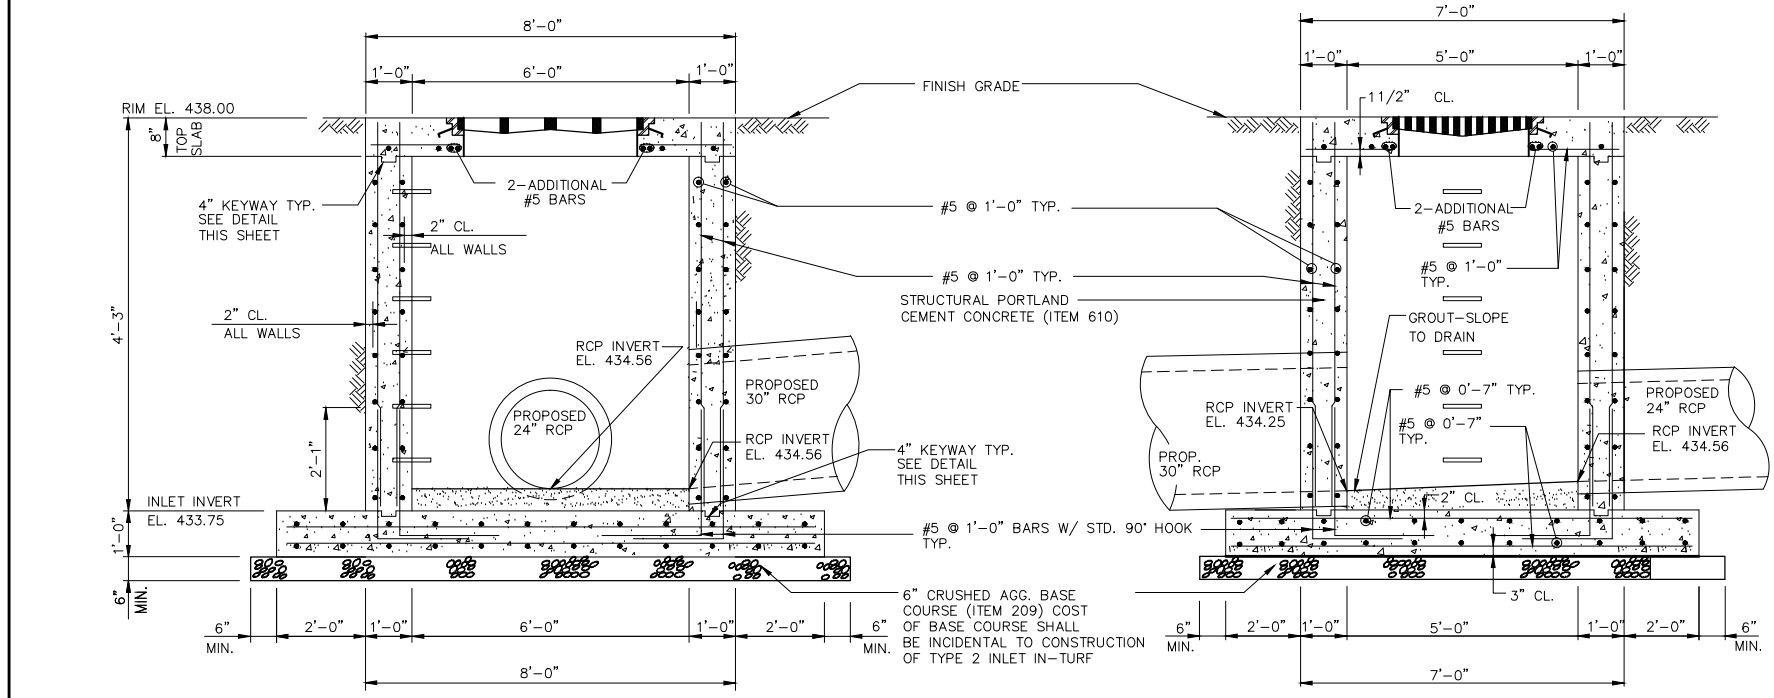 8'-0"
1'-0"
6'-0"
1'-0"
RIM EL. 438.00
8"
TOP
SLAB
4" KEYWAY TYP.
SEE DETAIL
THIS SHEET
2" CL.
ALL WALLS
2-ADDITIONAL
#5 BARS
2" CL.
ALL WALLS
4'-3"
2'-1"
RCP INVERT
EL. 434.56
PROPOSED
24" RCP
PROPOSED
30" RCP
RCP INVERT
EL. 434.56
INLET INVERT
EL. 433.75
1'-0"
6"
MIN.
6"
MIN.
2'-0"
1'-0"
6'-0"
1'-0"
2'-0"
6"
MIN.
8'-0"
FINISH GRADE
#5 @ 1'-0" TYP.
#5 @ 1'-0" TYP.
STRUCTURAL PORTLAND
CEMENT CONCRETE (ITEM 610)
4" KEYWAY TYP.
SEE DETAIL
THIS SHEET
#5 @ 1'-0" BARS W/ STD. 90° HOOK
TYP.
6" CRUSHED AGG. BASE
COURSE (ITEM 209) COST
OF BASE COURSE SHALL
BE INCIDENTAL TO CONSTRUCTION
OF TYPE 2 INLET IN-TURF
7'-0"
1'-0"
5'-0"
1'-0"
11/2" CL.
2-ADDITIONAL
#5 BARS
#5 @ 1'-0"
TYP.
GROUT-SLOPE
TO DRAIN
#5 @ 0'-7" TYP.
#5 @ 0'-7"
TYP.
RCP INVERT
EL. 434.25
PROP.
30" RCP
PROPOSED
24" RCP
RCP INVERT
EL. 434.56
2" CL.
3" CL.
6"
MIN.
2'-0"
1'-0"
5'-0"
1'-0"
2'-0"
6"
MIN.
7'-0"